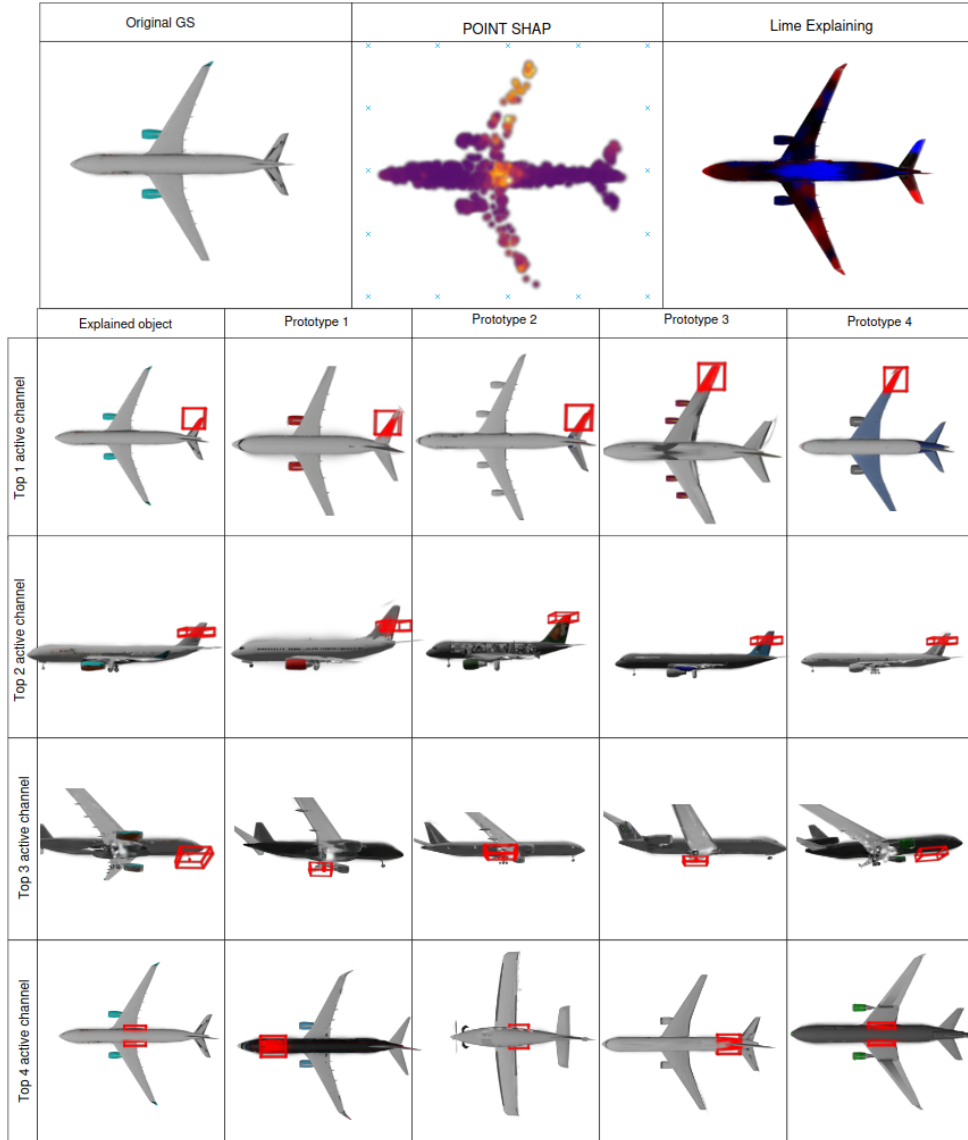 Original GS
POINT SHAP
Lime Explaining
Explained object
Prototype 1
Prototype 2
Prototype 3
Prototype 4
Top 1 active channel
Top 2 active channel
Top 3 active channel
Top 4 active channel